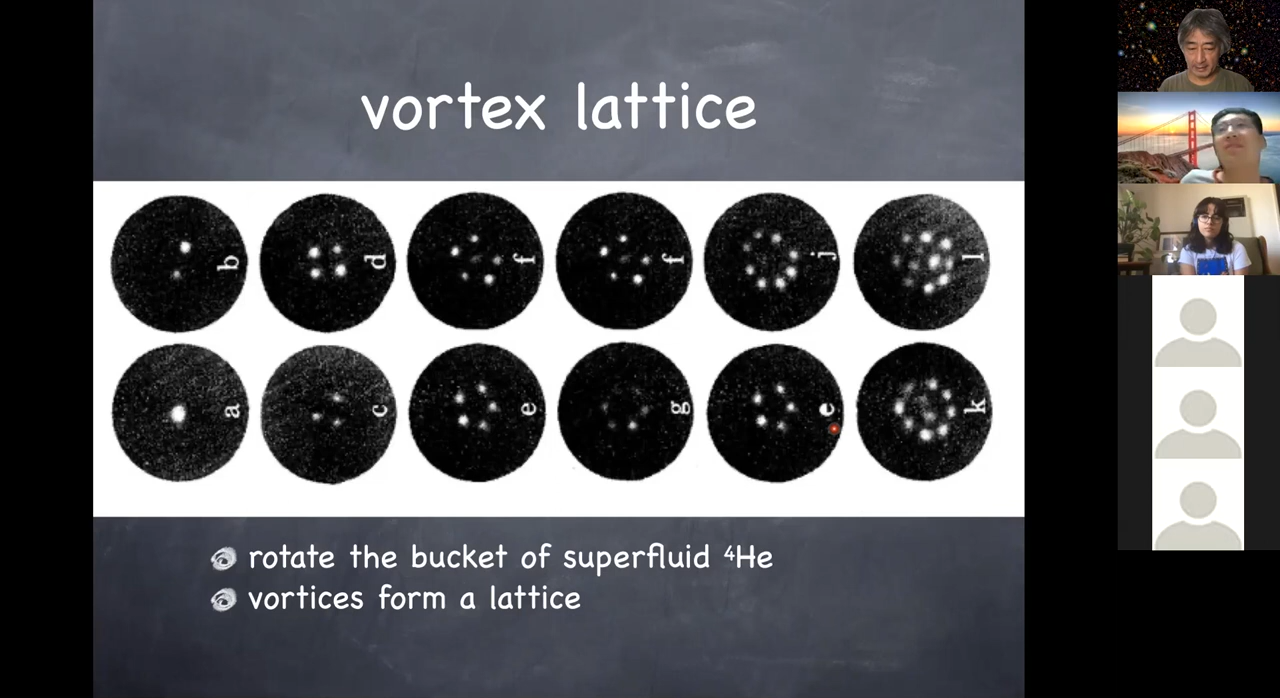 vortex lattice
b d f f j l
a c e g e k
rotate the bucket of superfluid ⁴He
vortices form a lattice